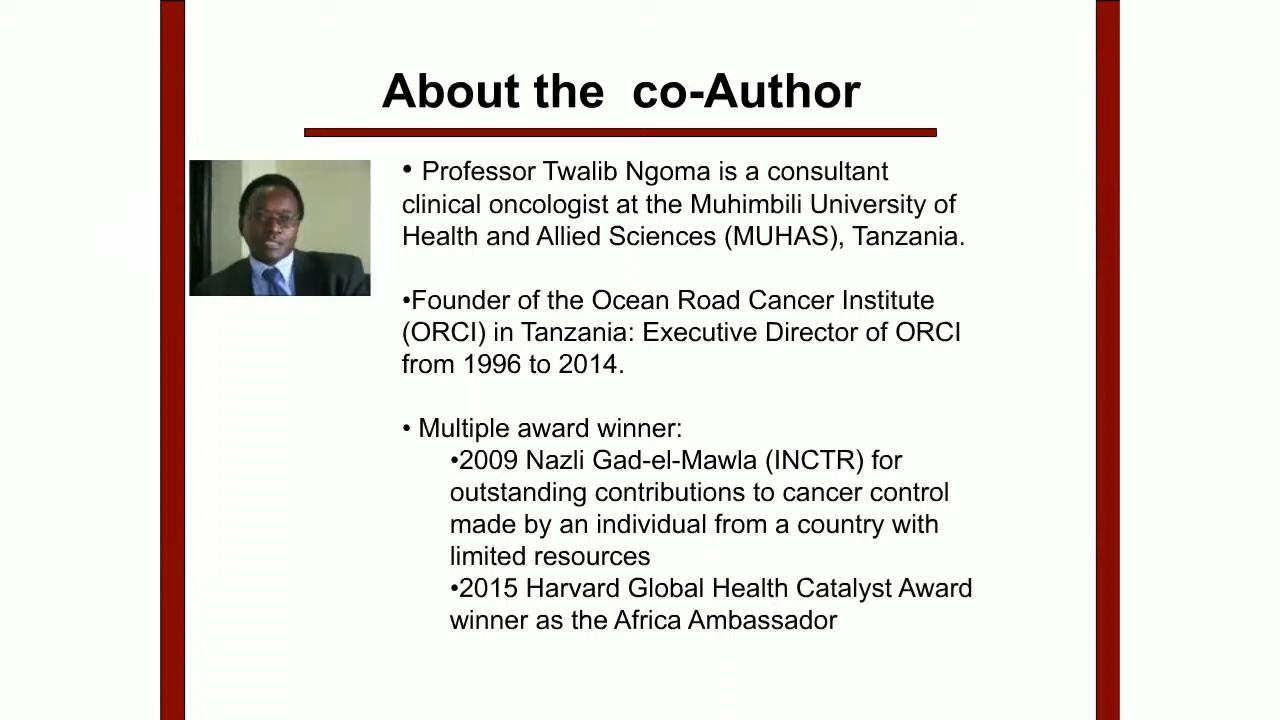 About the  co-Author
• Professor Twalib Ngoma is a consultant
clinical oncologist at the Muhimbili University of
Health and Allied Sciences (MUHAS), Tanzania.
•Founder of the Ocean Road Cancer Institute
(ORCI) in Tanzania: Executive Director of ORCI
from 1996 to 2014.
• Multiple award winner:
•2009 Nazli Gad-el-Mawla (INCTR) for
outstanding contributions to cancer control
made by an individual from a country with
limited resources
•2015 Harvard Global Health Catalyst Award
winner as the Africa Ambassador